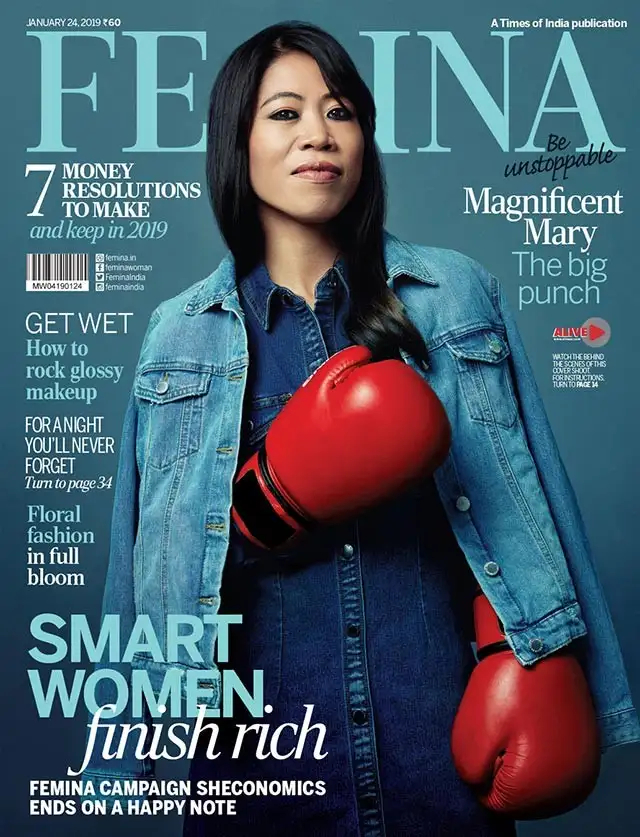 JANUARY 24, 2019 ₹60
A Times of India publication
FEMINA
Be
unstoppable
7 MONEY
RESOLUTIONS
TO MAKE
and keep in 2019
Magnificent
Mary
The big
punch
MW04190124
femina.in
feminawoman
FeminaIndia
feminaindia
ALIVE
WATCH THE BEHIND
THE SCENES OF THIS
COVER SHOOT.
FOR INSTRUCTIONS,
TURN TO PAGE 14
GET WET
How to
rock glossy
makeup
FOR A NIGHT
YOU'LL NEVER
FORGET
Turn to page 34
Floral
fashion
in full
bloom
SMART
WOMEN
finish rich
FEMINA CAMPAIGN SHECONOMICS
ENDS ON A HAPPY NOTE